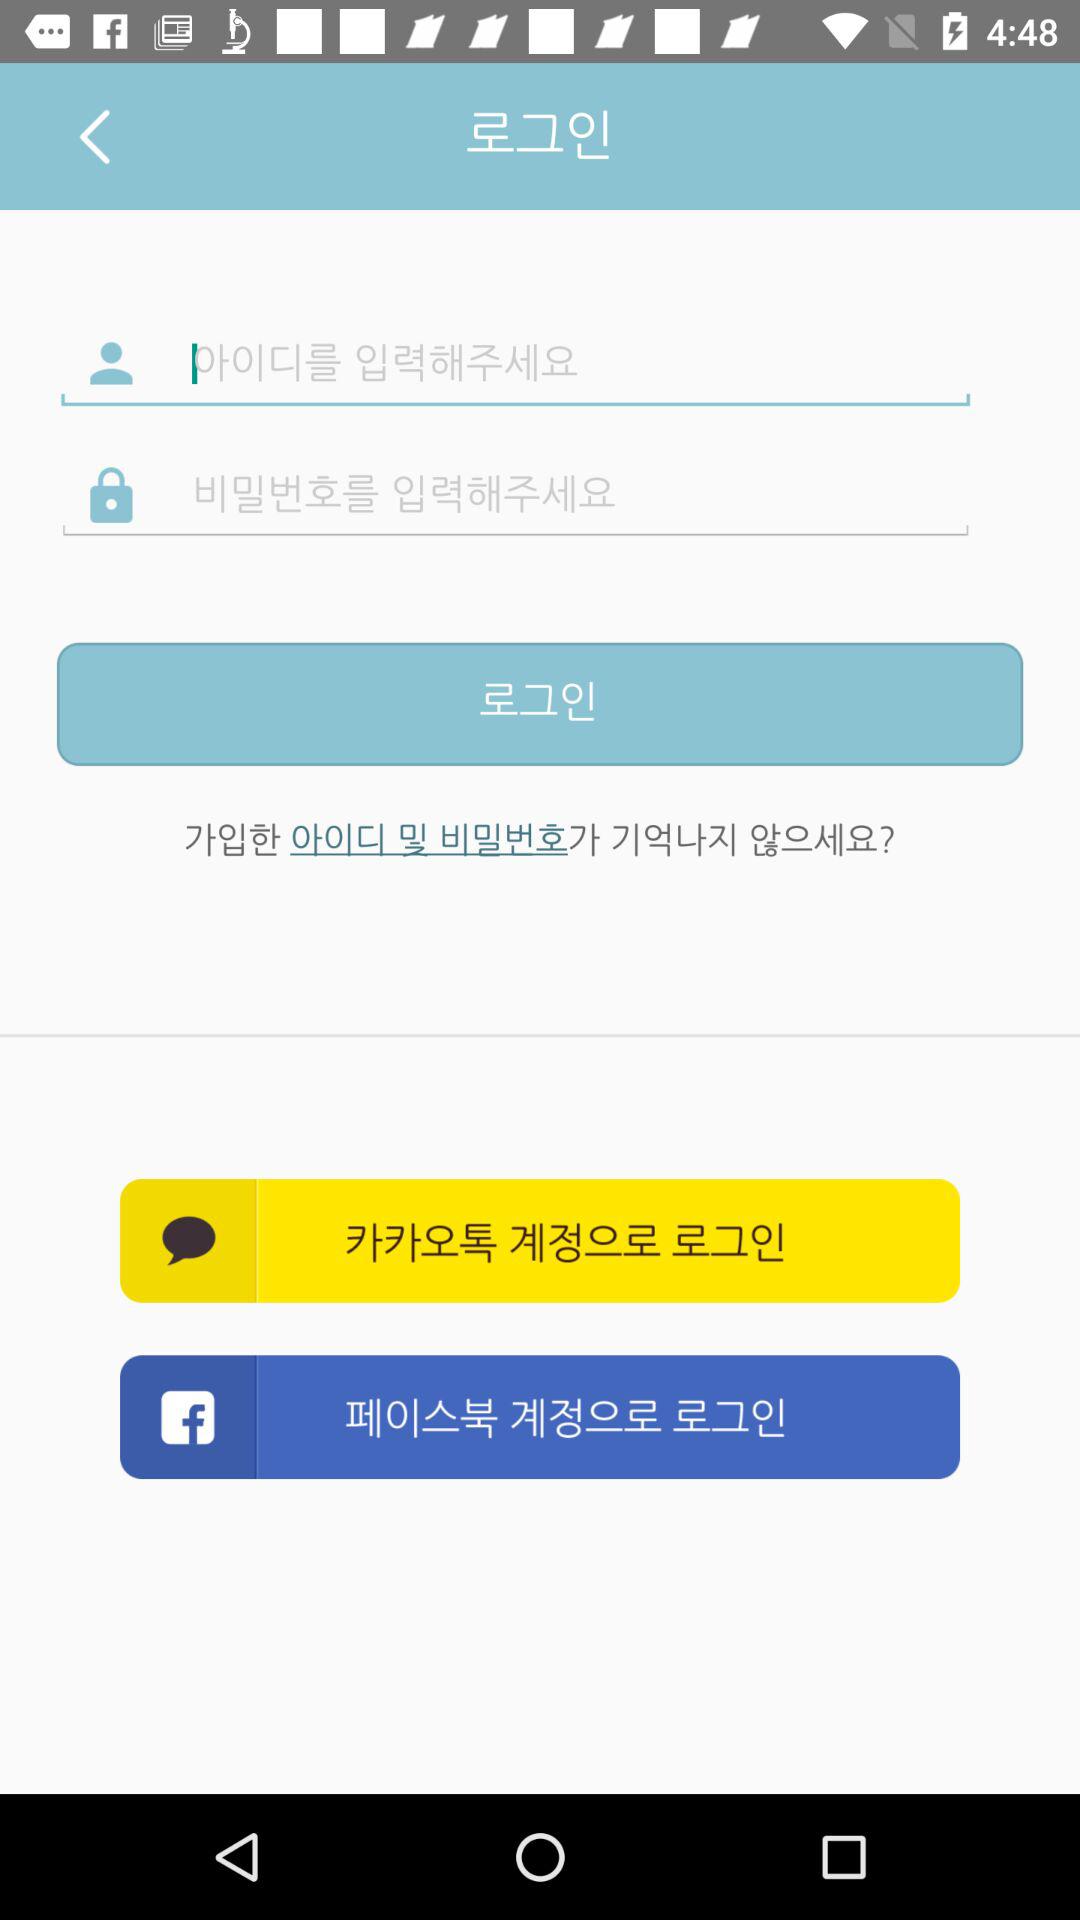 4:48
로그인
아이디를 입력해주세요
비밀번호를 입력해주세요
로그인
가입한 아이디 및 비밀번호가 기억나지 않으세요?
카카오톡 계정으로 로그인
페이스북 계정으로 로그인